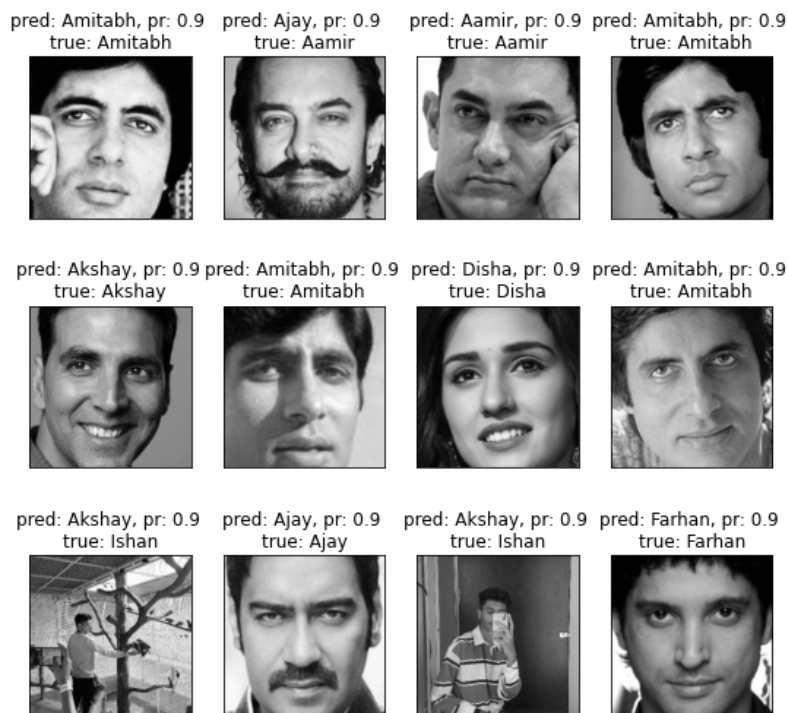 pred: Amitabh, pr: 0.9
true: Amitabh
pred: Ajay, pr: 0.9
true: Aamir
pred: Aamir, pr: 0.9
true: Aamir
pred: Amitabh, pr: 0.9
true: Amitabh
pred: Akshay, pr: 0.9
true: Akshay
pred: Amitabh, pr: 0.9
true: Amitabh
pred: Disha, pr: 0.9
true: Disha
pred: Amitabh, pr: 0.9
true: Amitabh
pred: Akshay, pr: 0.9
true: Ishan
pred: Ajay, pr: 0.9
true: Ajay
pred: Akshay, pr: 0.9
true: Ishan
pred: Farhan, pr: 0.9
true: Farhan